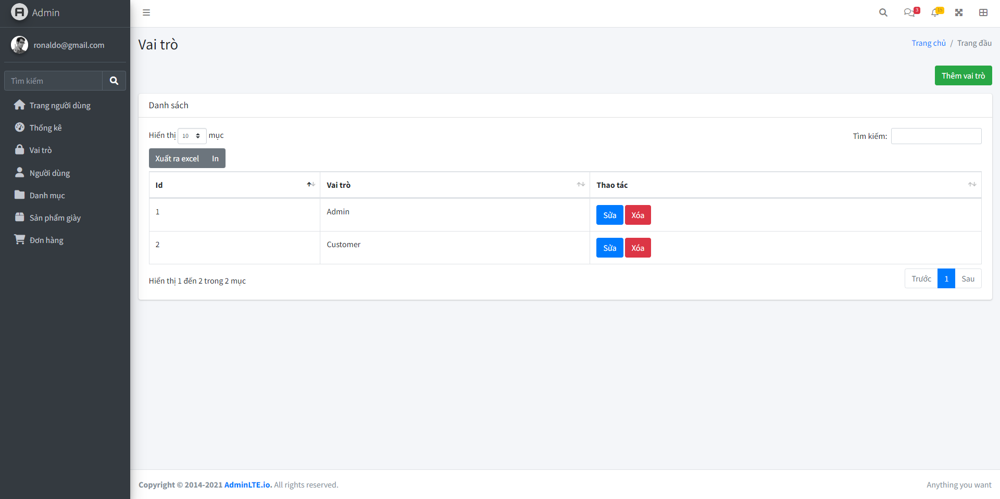 Admin
3
15
ronaldo@gmail.com
Tìm kiếm
Trang người dùng
Thống kê
Vai trò
Người dùng
Danh mục
Sản phẩm giày
Đơn hàng
Vai trò
Trang chủ / Trang đầu
Thêm vai trò
Danh sách
Hiển thị 10 mục
Tìm kiếm:
Xuất ra excel In
Id Vai trò Thao tác
1 Admin Sửa Xóa
2 Customer Sửa Xóa
Hiển thị 1 đến 2 trong 2 mục
Trước 1 Sau
Copyright © 2014-2021 AdminLTE.io. All rights reserved.
Anything you want